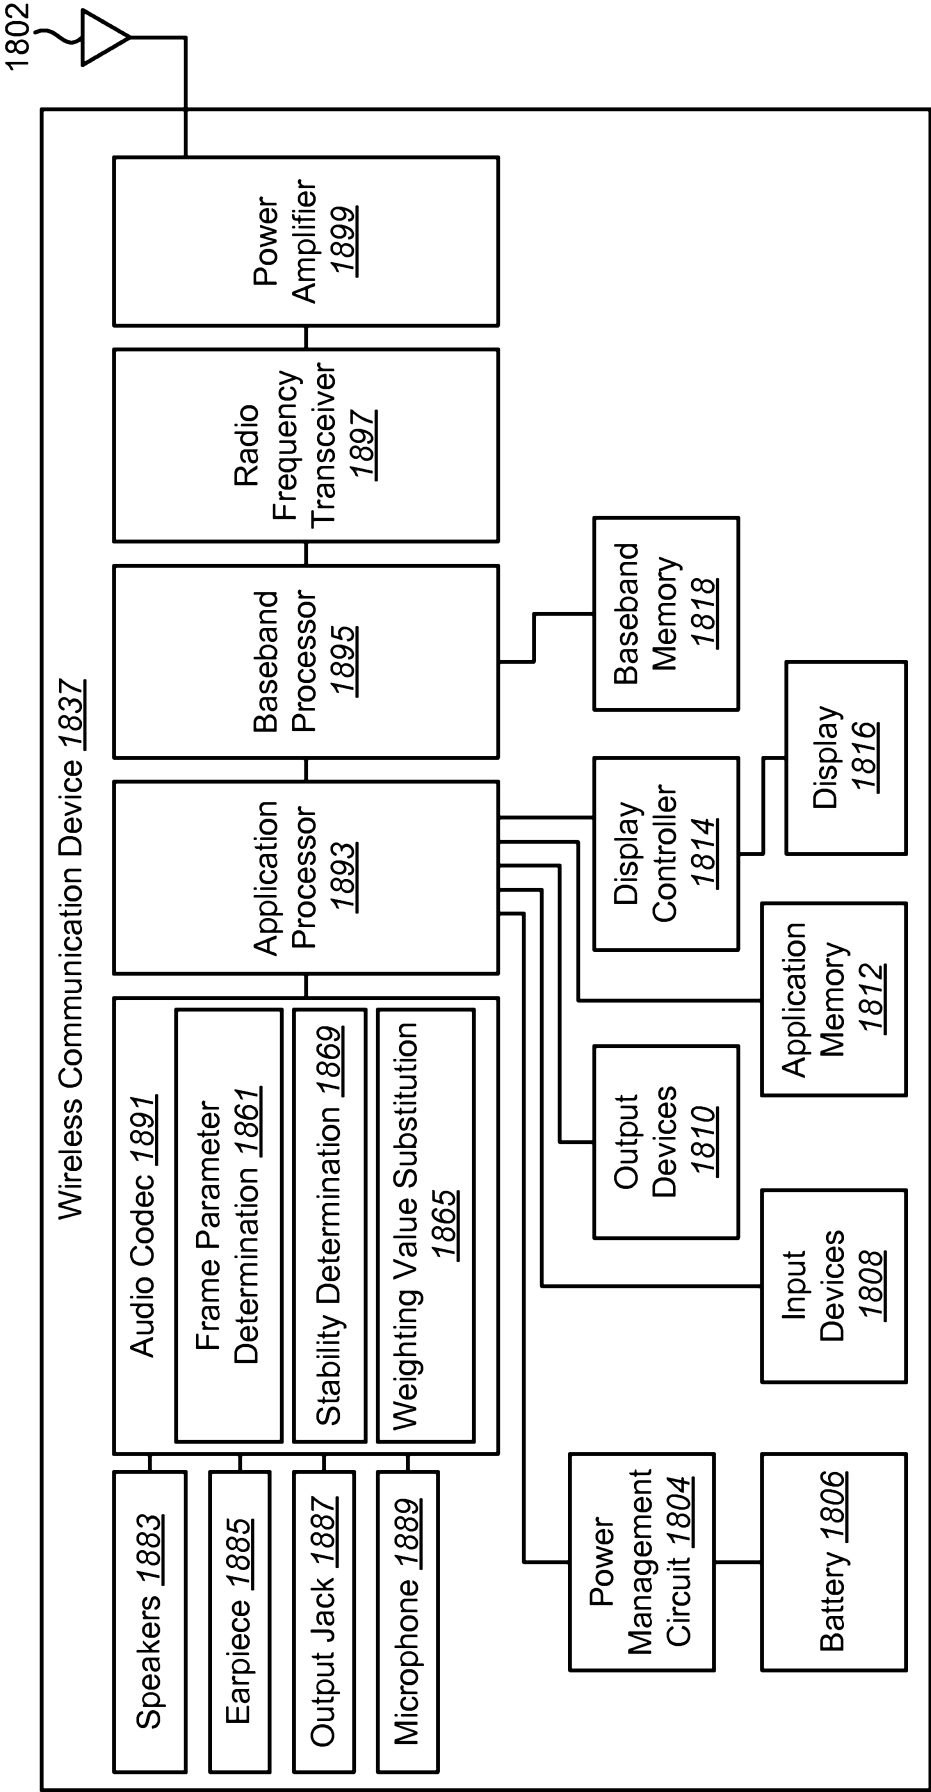 1802
Wireless Communication Device 1837
Speakers 1883
Earpiece 1885
Output Jack 1887
Microphone 1889
Audio Codec 1891
Frame Parameter
Determination 1861
Stability Determination 1869
Weighting Value Substitution
1865
Application
Processor
1893
Baseband
Processor
1895
Radio
Frequency
Transceiver
1897
Power
Amplifier
1899
Power
Management
Circuit 1804
Battery 1806
Input
Devices
1808
Output
Devices
1810
Application
Memory
1812
Display
Controller
1814
Display
1816
Baseband
Memory
1818